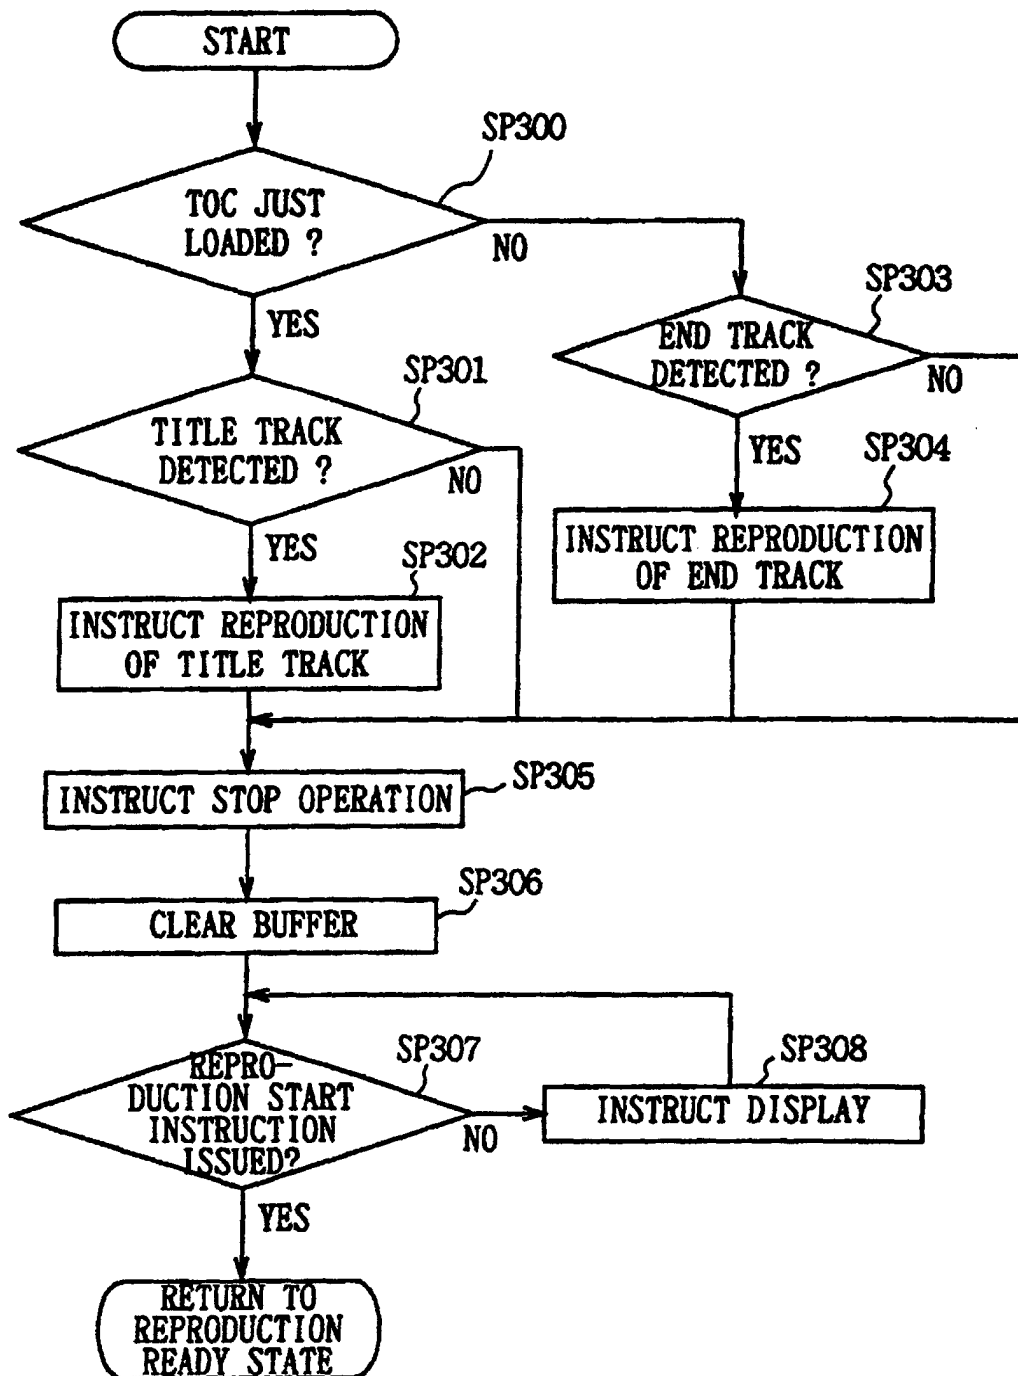 START
SP300
TOC JUST
LOADED ?
NO
YES
SP303
END TRACK
DETECTED ?
NO
YES
SP301
TITLE TRACK
DETECTED ?
NO
YES
SP304
INSTRUCT REPRODUCTION
OF END TRACK
SP302
INSTRUCT REPRODUCTION
OF TITLE TRACK
SP305
INSTRUCT STOP OPERATION
SP306
CLEAR BUFFER
SP307
REPRO-
DUCTION START
INSTRUCTION
ISSUED?
NO
YES
SP308
INSTRUCT DISPLAY
RETURN TO
REPRODUCTION
READY STATE